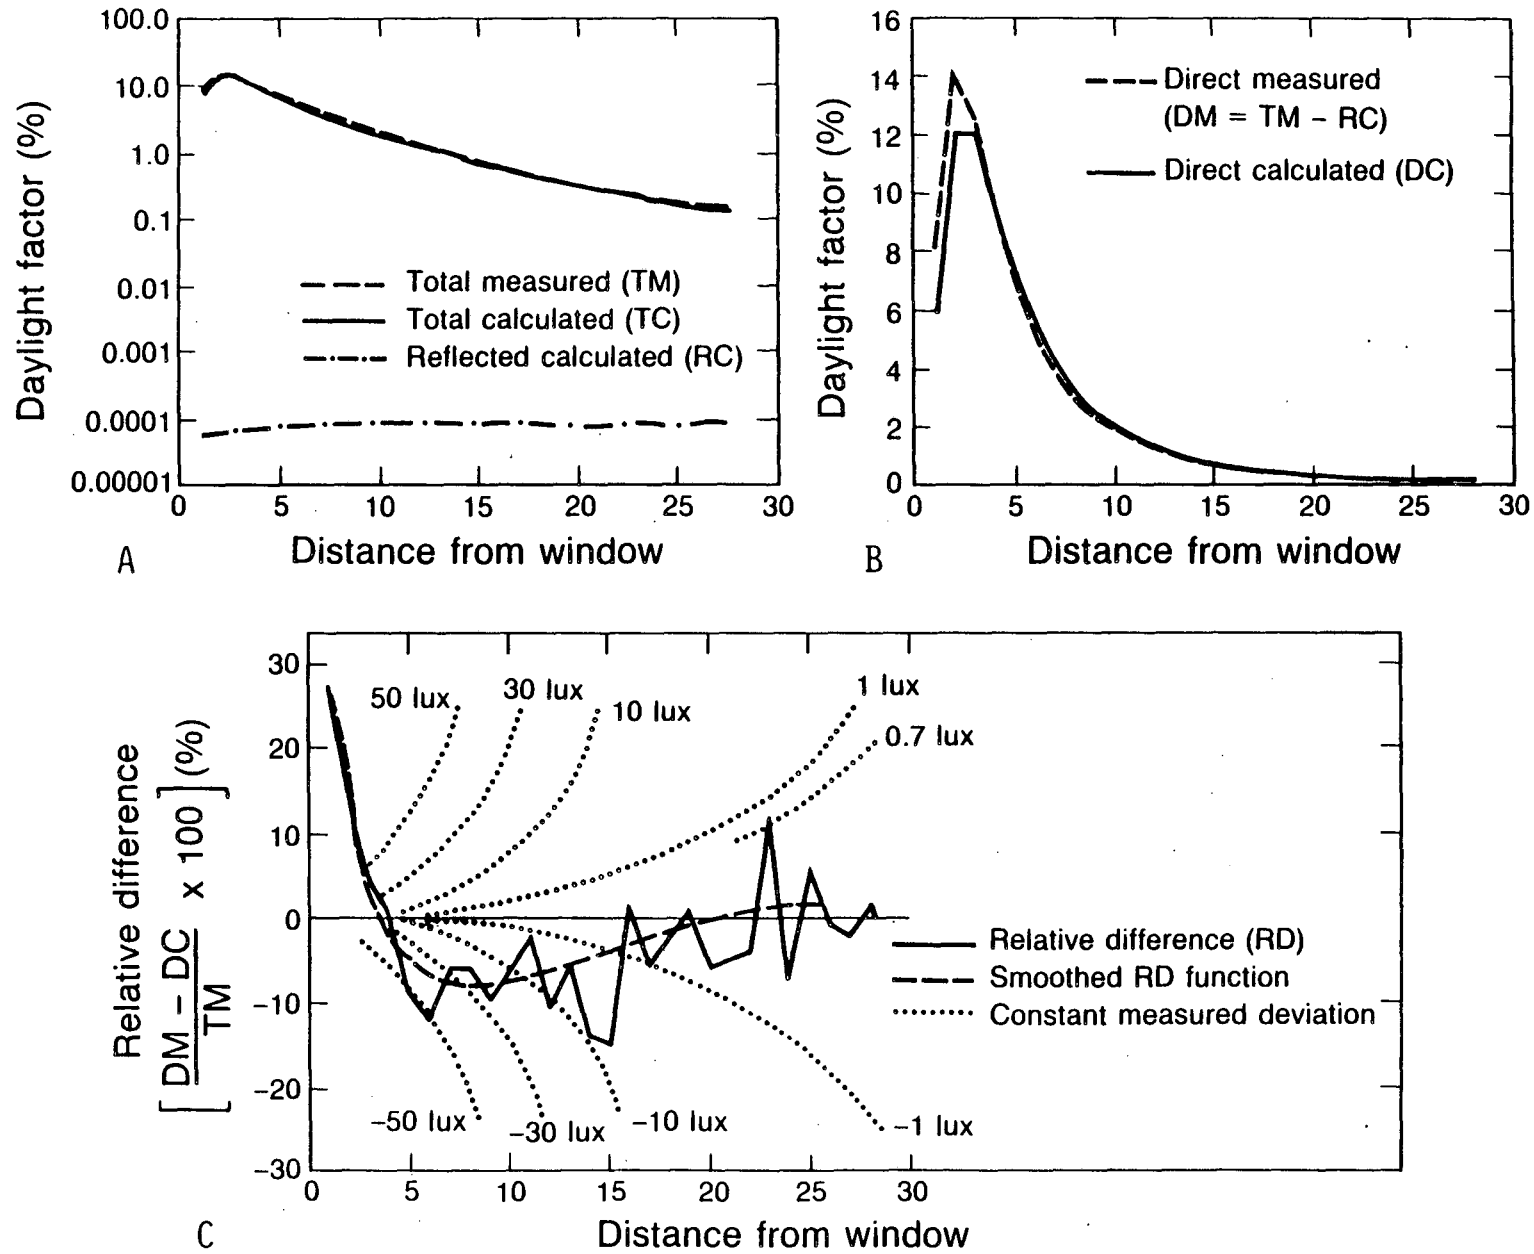 100.0
10.0
1.0
0.1
0.01
0.001
0.0001
0.00001
Daylight factor (%)
Total measured (TM)
Total calculated (TC)
Reflected calculated (RC)
0 5 10 15 20 25 30
Distance from window
A
16
14
12
10
8
6
4
2
0
Daylight factor (%)
Direct measured
(DM = TM – RC)
Direct calculated (DC)
0 5 10 15 20 25 30
Distance from window
B
30
20
10
0
–10
–20
–30
Relative difference
[DM – DC / TM x 100] (%)
50 lux
30 lux
10 lux
1 lux
0.7 lux
–50 lux
–30 lux
–10 lux
–1 lux
Relative difference (RD)
Smoothed RD function
Constant measured deviation
0 5 10 15 20 25 30
Distance from window
C